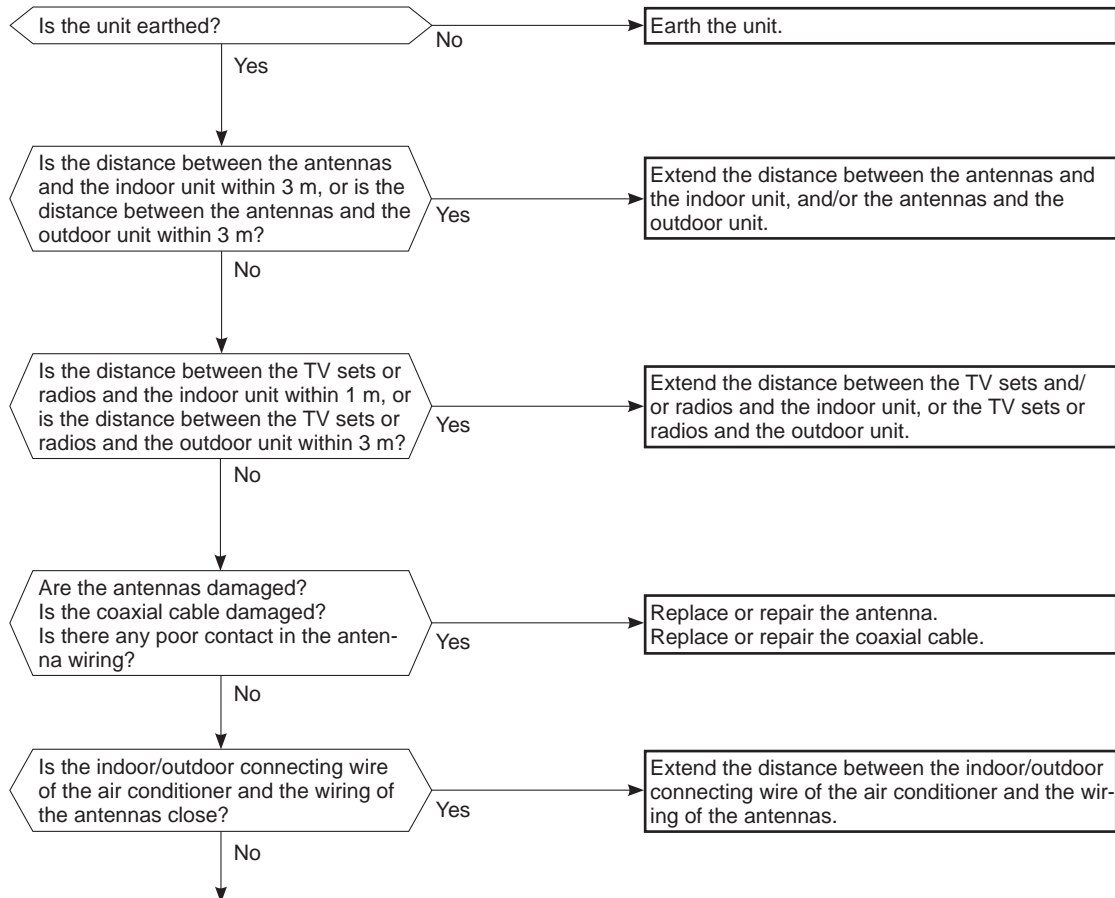 Is the unit earthed?
No
Earth the unit.
Yes
Is the distance between the antennas
and the indoor unit within 3 m, or is the
distance between the antennas and the
outdoor unit within 3 m?
Yes
Extend the distance between the antennas and
the indoor unit, and/or the antennas and the
outdoor unit.
No
Is the distance between the TV sets or
radios and the indoor unit within 1 m, or
is the distance between the TV sets or
radios and the outdoor unit within 3 m?
Yes
Extend the distance between the TV sets and/
or radios and the indoor unit, or the TV sets or
radios and the outdoor unit.
No
Are the antennas damaged?
Is the coaxial cable damaged?
Is there any poor contact in the anten-
na wiring?
Yes
Replace or repair the antenna.
Replace or repair the coaxial cable.
No
Is the indoor/outdoor connecting wire
of the air conditioner and the wiring of
the antennas close?
Yes
Extend the distance between the indoor/outdoor
connecting wire of the air conditioner and the wir-
ing of the antennas.
No